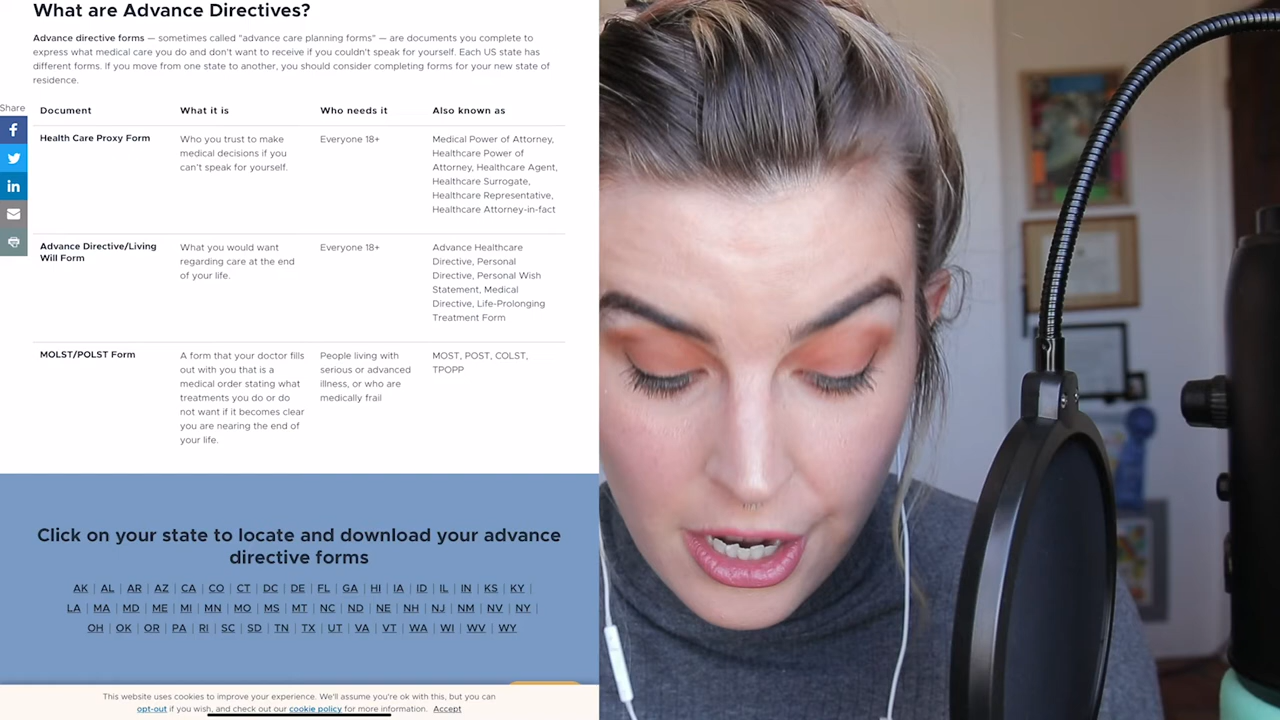 What are Advance Directives?
Advance directive forms — sometimes called "advance care planning forms" — are documents you complete to
express what medical care you do and don't want to receive if you couldn't speak for yourself. Each US state has
different forms. If you move from one state to another, you should consider completing forms for your new state of
residence.
Share
Document What it is Who needs it Also known as
Health Care Proxy Form
Who you trust to make
medical decisions if you
can't speak for yourself.
Everyone 18+
Medical Power of Attorney,
Healthcare Power of
Attorney, Healthcare Agent,
Healthcare Surrogate,
Healthcare Representative,
Healthcare Attorney-in-fact
Advance Directive/Living
Will Form
What you would want
regarding care at the end
of your life.
Everyone 18+
Advance Healthcare
Directive, Personal
Directive, Personal Wish
Statement, Medical
Directive, Life-Prolonging
Treatment Form
MOLST/POLST Form
A form that your doctor fills
out with you that is a
medical order stating what
treatments you do or do
not want if it becomes clear
you are nearing the end of
your life.
People living with
serious or advanced
illness, or who are
medically frail
MOST, POST, COLST,
TPOPP
Click on your state to locate and download your advance
directive forms
AK | AL | AR | AZ | CA | CO | CT | DC | DE | FL | GA | HI | IA | ID | IL | IN | KS | KY |
LA | MA | MD | ME | MI | MN | MO | MS | MT | NC | ND | NE | NH | NJ | NM | NV | NY |
OH | OK | OR | PA | RI | SC | SD | TN | TX | UT | VA | VT | WA | WI | WV | WY
This website uses cookies to improve your experience. We'll assume you're ok with this, but you can
opt-out if you wish, and check out our cookie policy for more information. Accept